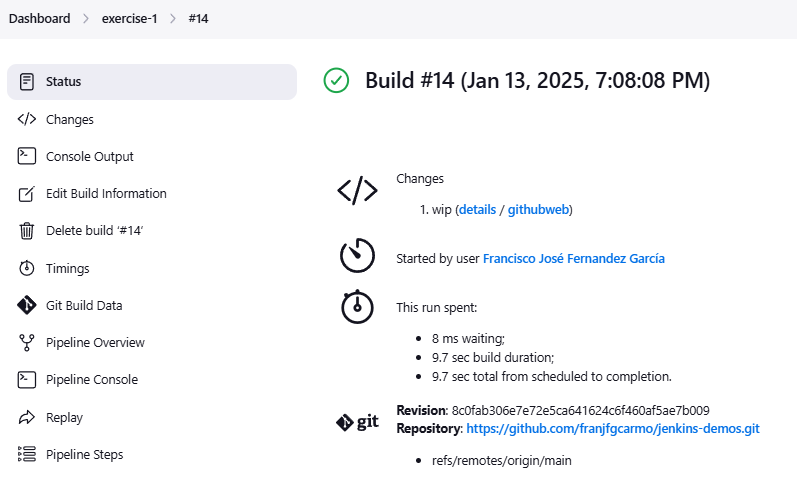 Dashboard > exercise-1 > #14
Status
Changes
Console Output
Edit Build Information
Delete build ‘#14’
Timings
Git Build Data
Pipeline Overview
Pipeline Console
Replay
Pipeline Steps
Build #14 (Jan 13, 2025, 7:08:08 PM)
Changes
1. wip (details / githubweb)
Started by user Francisco José Fernandez García
This run spent:
• 8 ms waiting;
• 9.7 sec build duration;
• 9.7 sec total from scheduled to completion.
git
Revision: 8c0fab306e7e72e5ca641624c6f460af5ae7b009
Repository: https://github.com/franjfgcarmo/jenkins-demos.git
• refs/remotes/origin/main